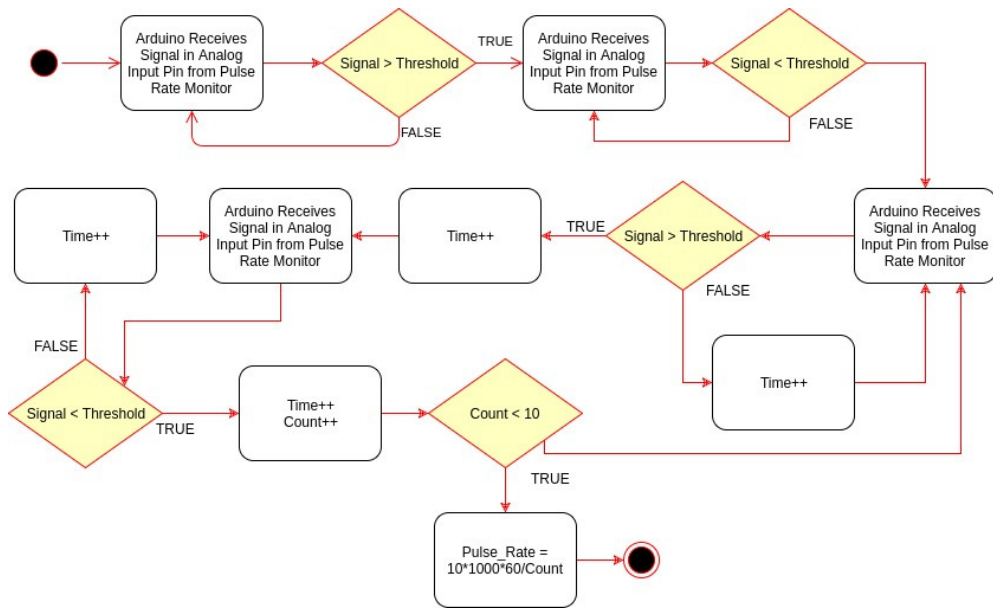 Arduino Receives
Signal in Analog
Input Pin from Pulse
Rate Monitor
Signal > Threshold
TRUE
FALSE
Arduino Receives
Signal in Analog
Input Pin from Pulse
Rate Monitor
Signal < Threshold
FALSE
Arduino Receives
Signal in Analog
Input Pin from Pulse
Rate Monitor
Signal > Threshold
TRUE
FALSE
Time++
Time++
Arduino Receives
Signal in Analog
Input Pin from Pulse
Rate Monitor
Time++
FALSE
Signal < Threshold
TRUE
Time++
Count++
Count < 10
TRUE
Pulse_Rate =
10*1000*60/Count